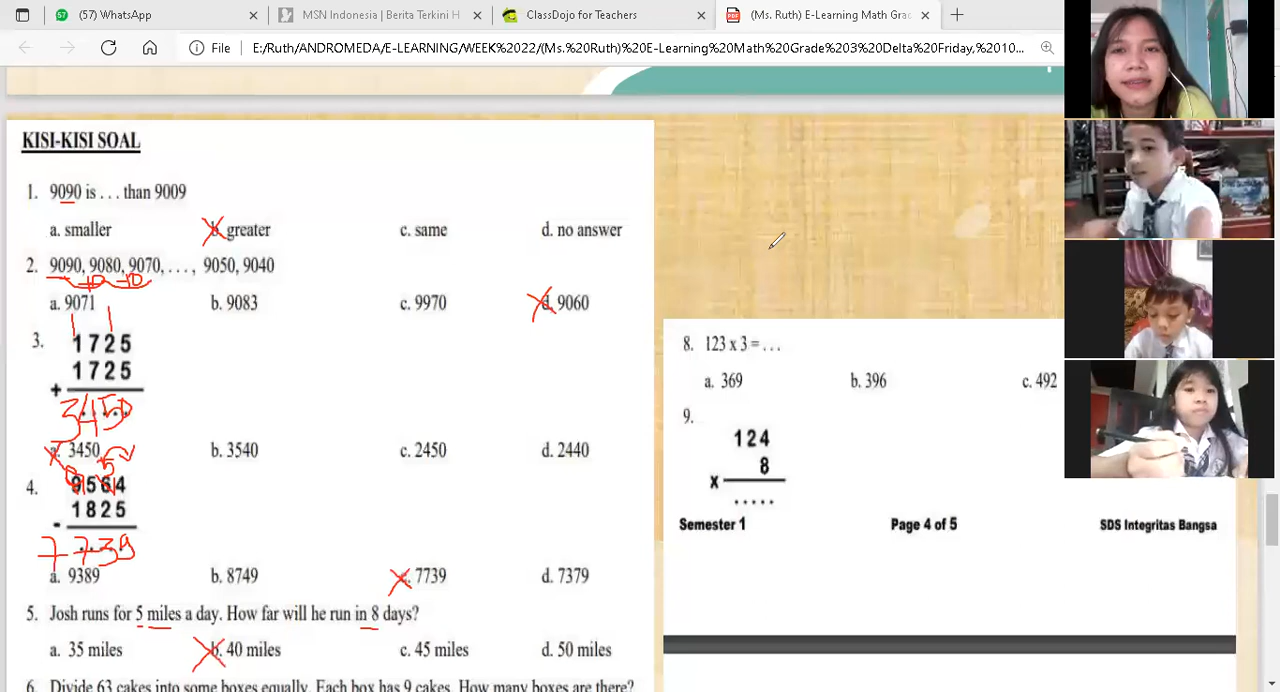 (57) WhatsApp
MSN Indonesia | Berita Terkini H
ClassDojo for Teachers
(Ms. Ruth) E-Learning Math Grad
File
E:/Ruth/ANDROMEDA/E-LEARNING/WEEK%2022/(Ms.%20Ruth)%20E-Learning%20Math%20Grade%203%20Delta%20Friday,%2010...
KISI-KISI SOAL
1. 9090 is . . . than 9009
a. smaller b. greater c. same d. no answer
2. 9090, 9080, 9070, . . . , 9050, 9040
-10 -10
a. 9071 b. 9083 c. 9970 d. 9060
1 1
3. 1725
1725
+
3450
a. 3450 b. 3540 c. 2450 d. 2440
8 5
4. 9564
1825
-
7739
a. 9389 b. 8749 c. 7739 d. 7379
5. Josh runs for 5 miles a day. How far will he run in 8 days?
a. 35 miles b. 40 miles c. 45 miles d. 50 miles
6. Divide 63 cakes into some boxes equally. Each box has 9 cakes. How many boxes are there?
8. 123 x 3 = . . .
a. 369 b. 396 c. 492
9.
124
8
x
.....
Semester 1 Page 4 of 5 SDS Integritas Bangsa